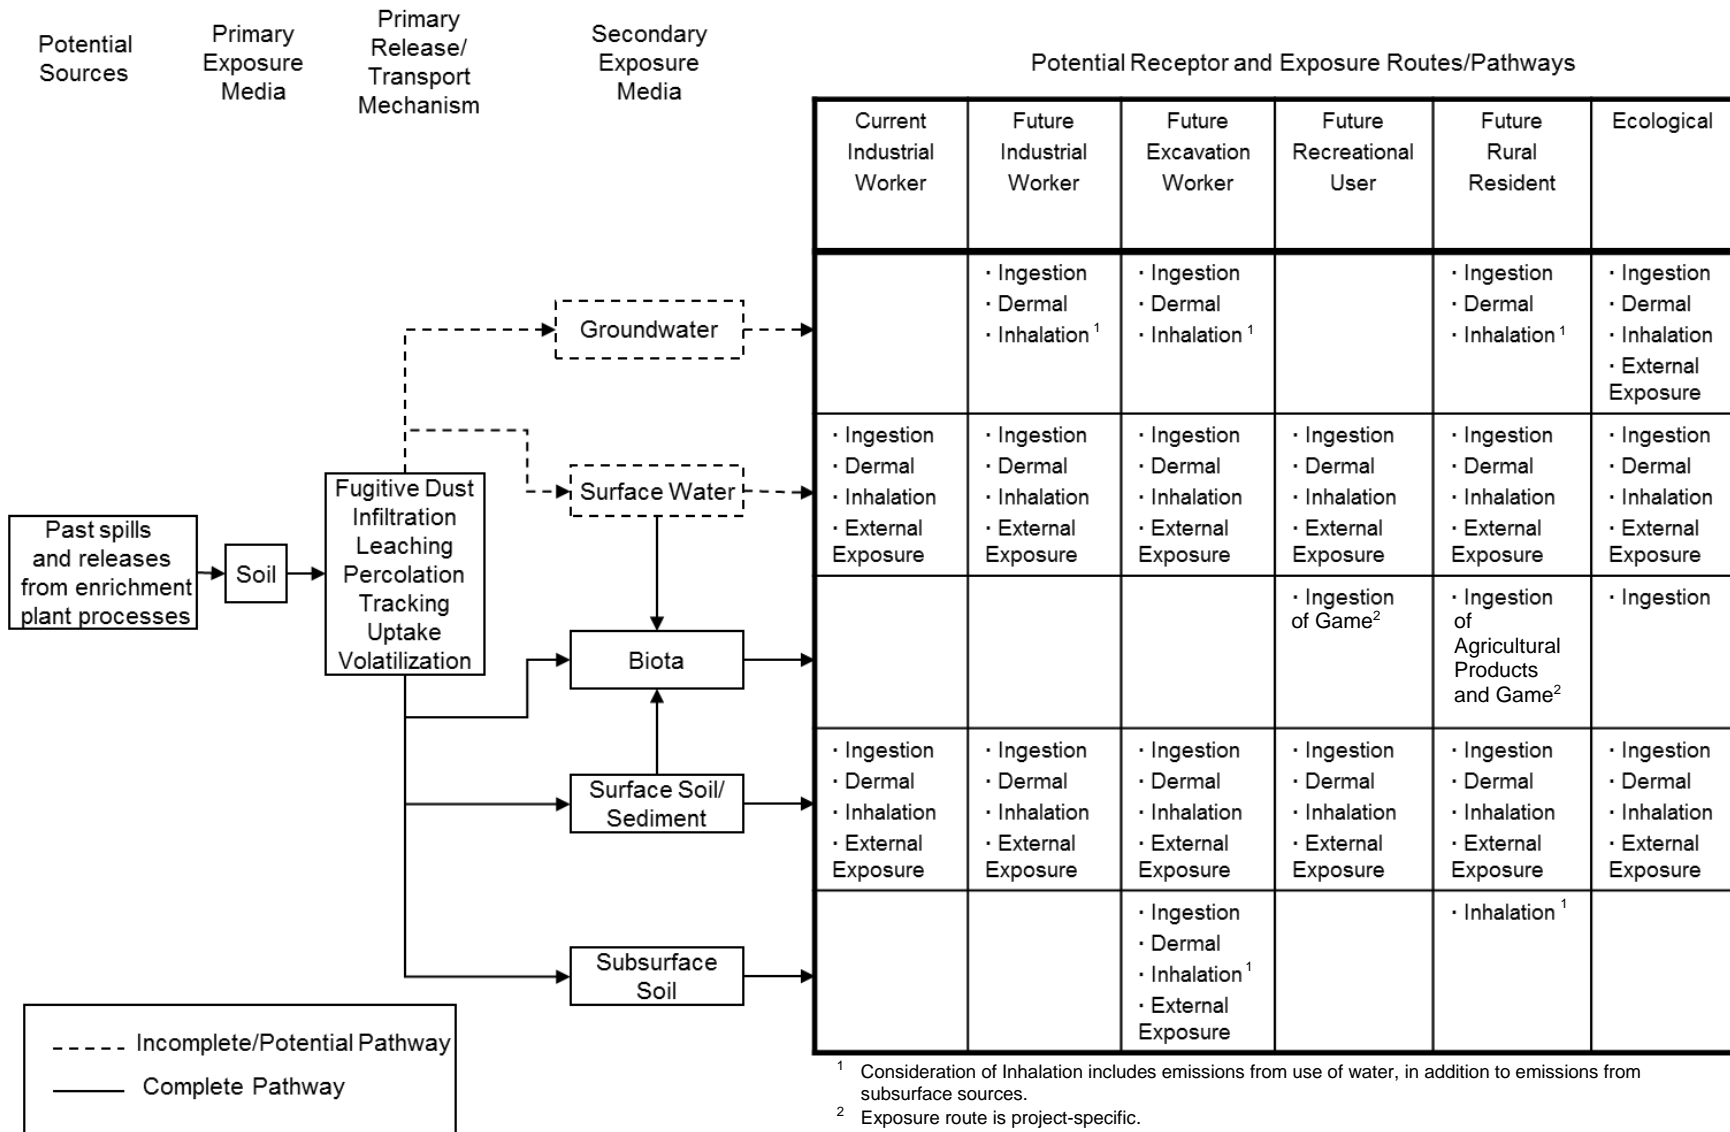 Potential
Sources
Primary
Exposure
Media
Primary
Release/
Transport
Mechanism
Secondary
Exposure
Media
Potential Receptor and Exposure Routes/Pathways
Current
Industrial
Worker
Future
Industrial
Worker
Future
Excavation
Worker
Future
Recreational
User
Future
Rural
Resident
Ecological
Groundwater
· Ingestion
· Dermal
· Inhalation 1
· Ingestion
· Dermal
· Inhalation 1
· Ingestion
· Dermal
· Inhalation 1
· Ingestion
· Dermal
· Inhalation
· External
Exposure
Surface Water
· Ingestion
· Dermal
· Inhalation
· External
Exposure
· Ingestion
· Dermal
· Inhalation
· External
Exposure
· Ingestion
· Dermal
· Inhalation
· External
Exposure
· Ingestion
· Dermal
· Inhalation
· External
Exposure
· Ingestion
· Dermal
· Inhalation
· External
Exposure
· Ingestion
· Dermal
· Inhalation
· External
Exposure
Past spills
and releases
from enrichment
plant processes
Soil
Fugitive Dust
Infiltration
Leaching
Percolation
Tracking
Uptake
Volatilization
Biota
· Ingestion
of Game2
· Ingestion
of
Agricultural
Products
and Game2
· Ingestion
Surface Soil/
Sediment
· Ingestion
· Dermal
· Inhalation
· External
Exposure
· Ingestion
· Dermal
· Inhalation
· External
Exposure
· Ingestion
· Dermal
· Inhalation
· External
Exposure
· Ingestion
· Dermal
· Inhalation
· External
Exposure
· Ingestion
· Dermal
· Inhalation
· External
Exposure
· Ingestion
· Dermal
· Inhalation
· External
Exposure
Subsurface
Soil
· Ingestion
· Dermal
· Inhalation 1
· External
Exposure
· Inhalation 1
Incomplete/Potential Pathway
Complete Pathway
1 Consideration of Inhalation includes emissions from use of water, in addition to emissions from
subsurface sources.
2 Exposure route is project-specific.